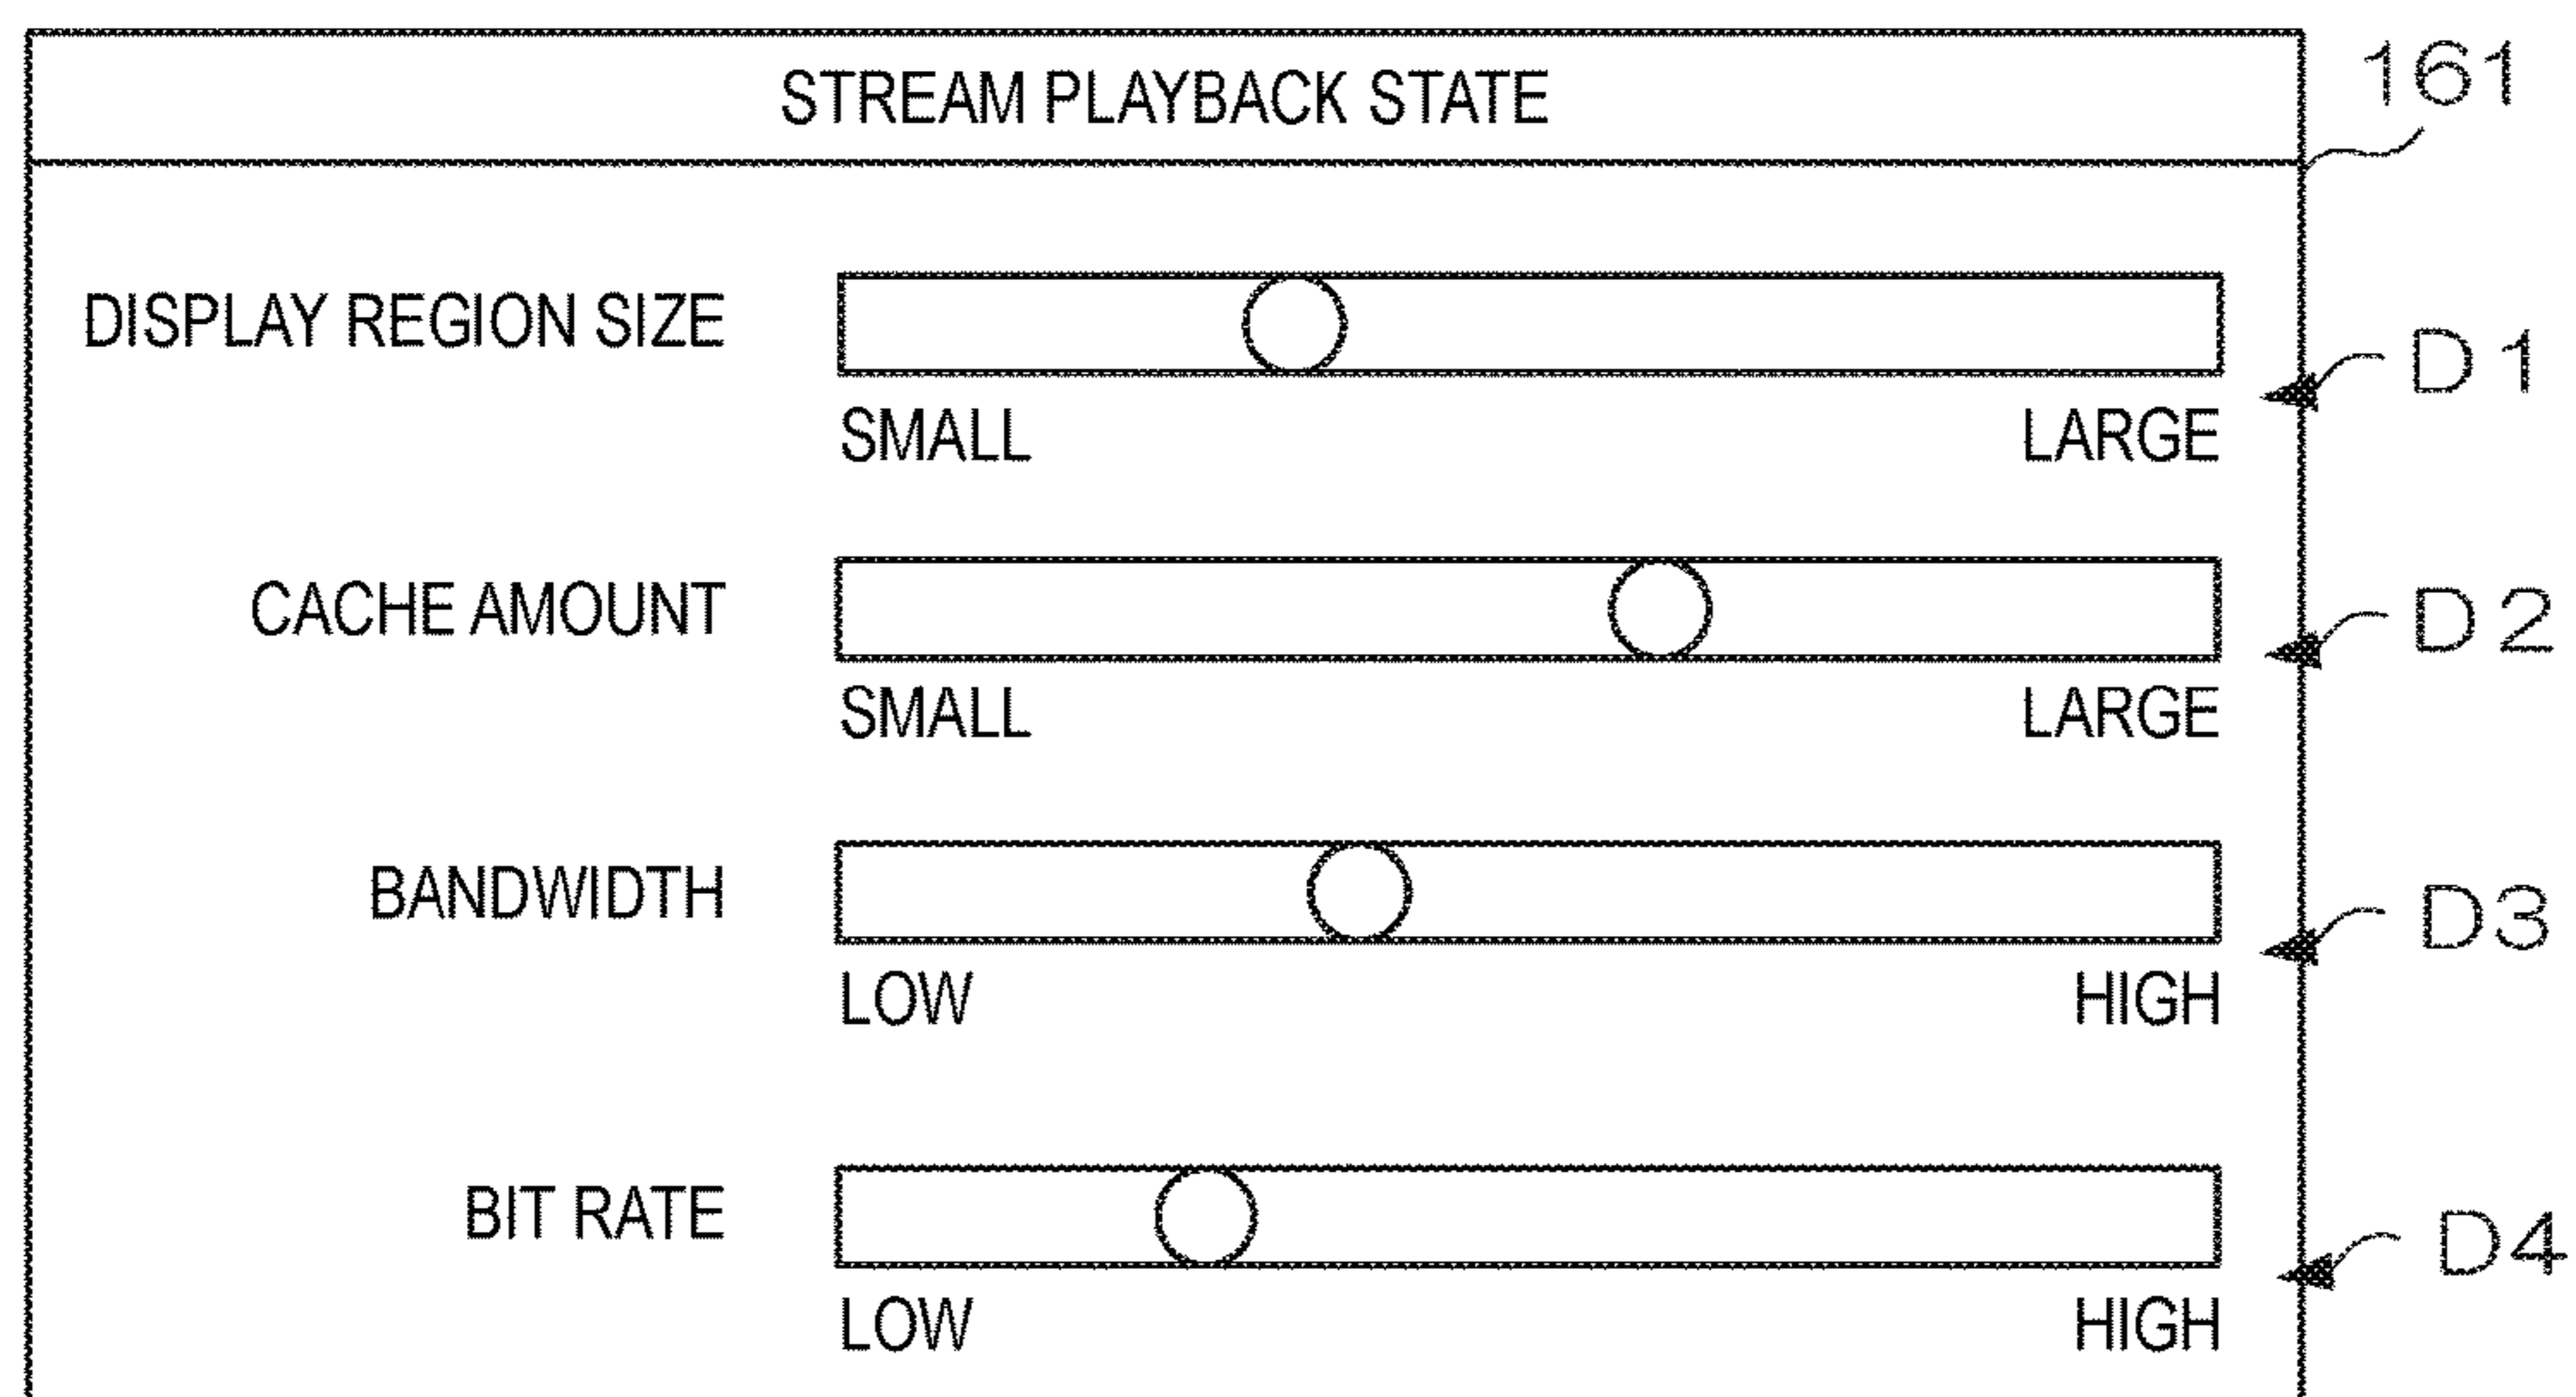 STREAM PLAYBACK STATE
161
DISPLAY REGION SIZE
D1
SMALL LARGE
CACHE AMOUNT
D2
SMALL LARGE
BANDWIDTH
D3
LOW HIGH
BIT RATE
D4
LOW HIGH